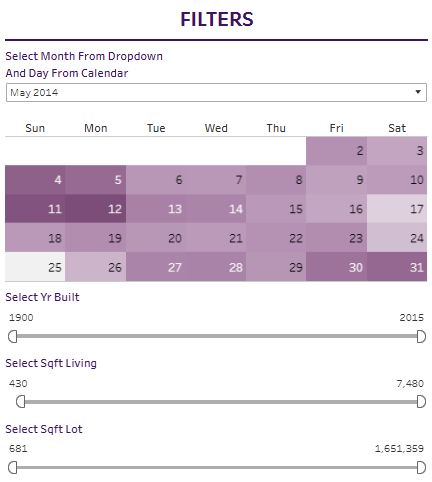 FILTERS
Select Month From Dropdown
And Day From Calendar
May 2014
Sun Mon Tue Wed Thu Fri Sat
2 3
4 5 6 7 8 9 10
11 12 13 14 15 16 17
18 19 20 21 22 23 24
25 26 27 28 29 30 31
Select Yr Built
1900 2015
Select Sqft Living
430 7,480
Select Sqft Lot
681 1,651,359